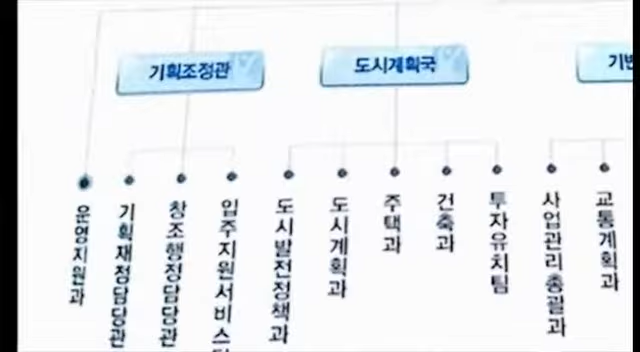 기획조정관
도시계획국
운영지원과
기획재정담당관
창조행정담당관
입주지원서비스
도시발전정책과
도시계획과
주택과
건축과
투자유치팀
사업관리총괄과
교통계획과